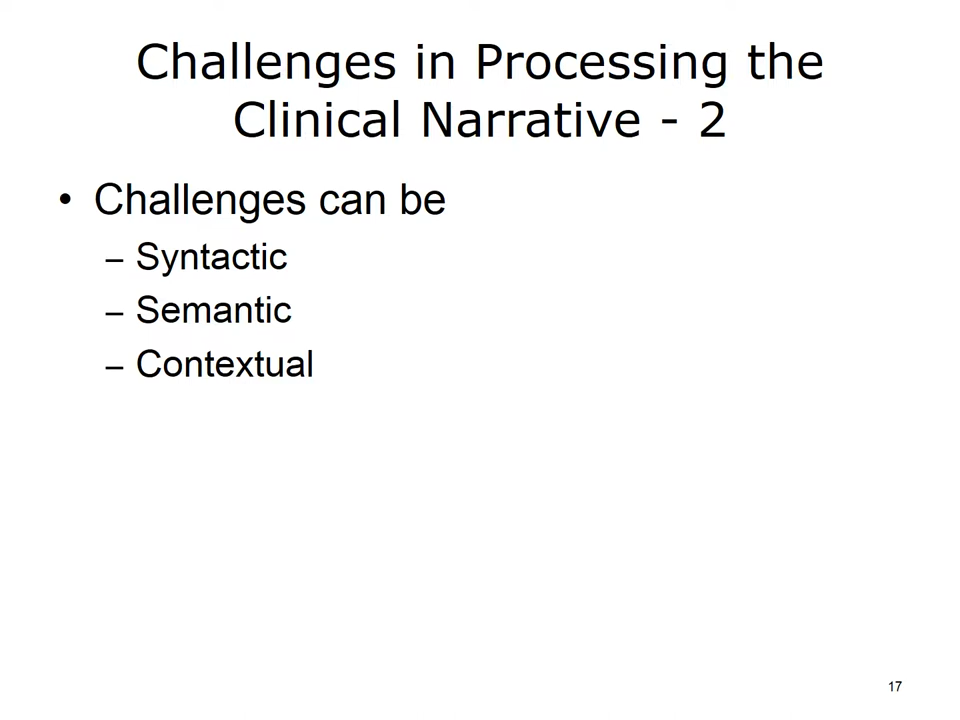 Challenges in Processing the
Clinical Narrative - 2
• Challenges can be
– Syntactic
– Semantic
– Contextual
17